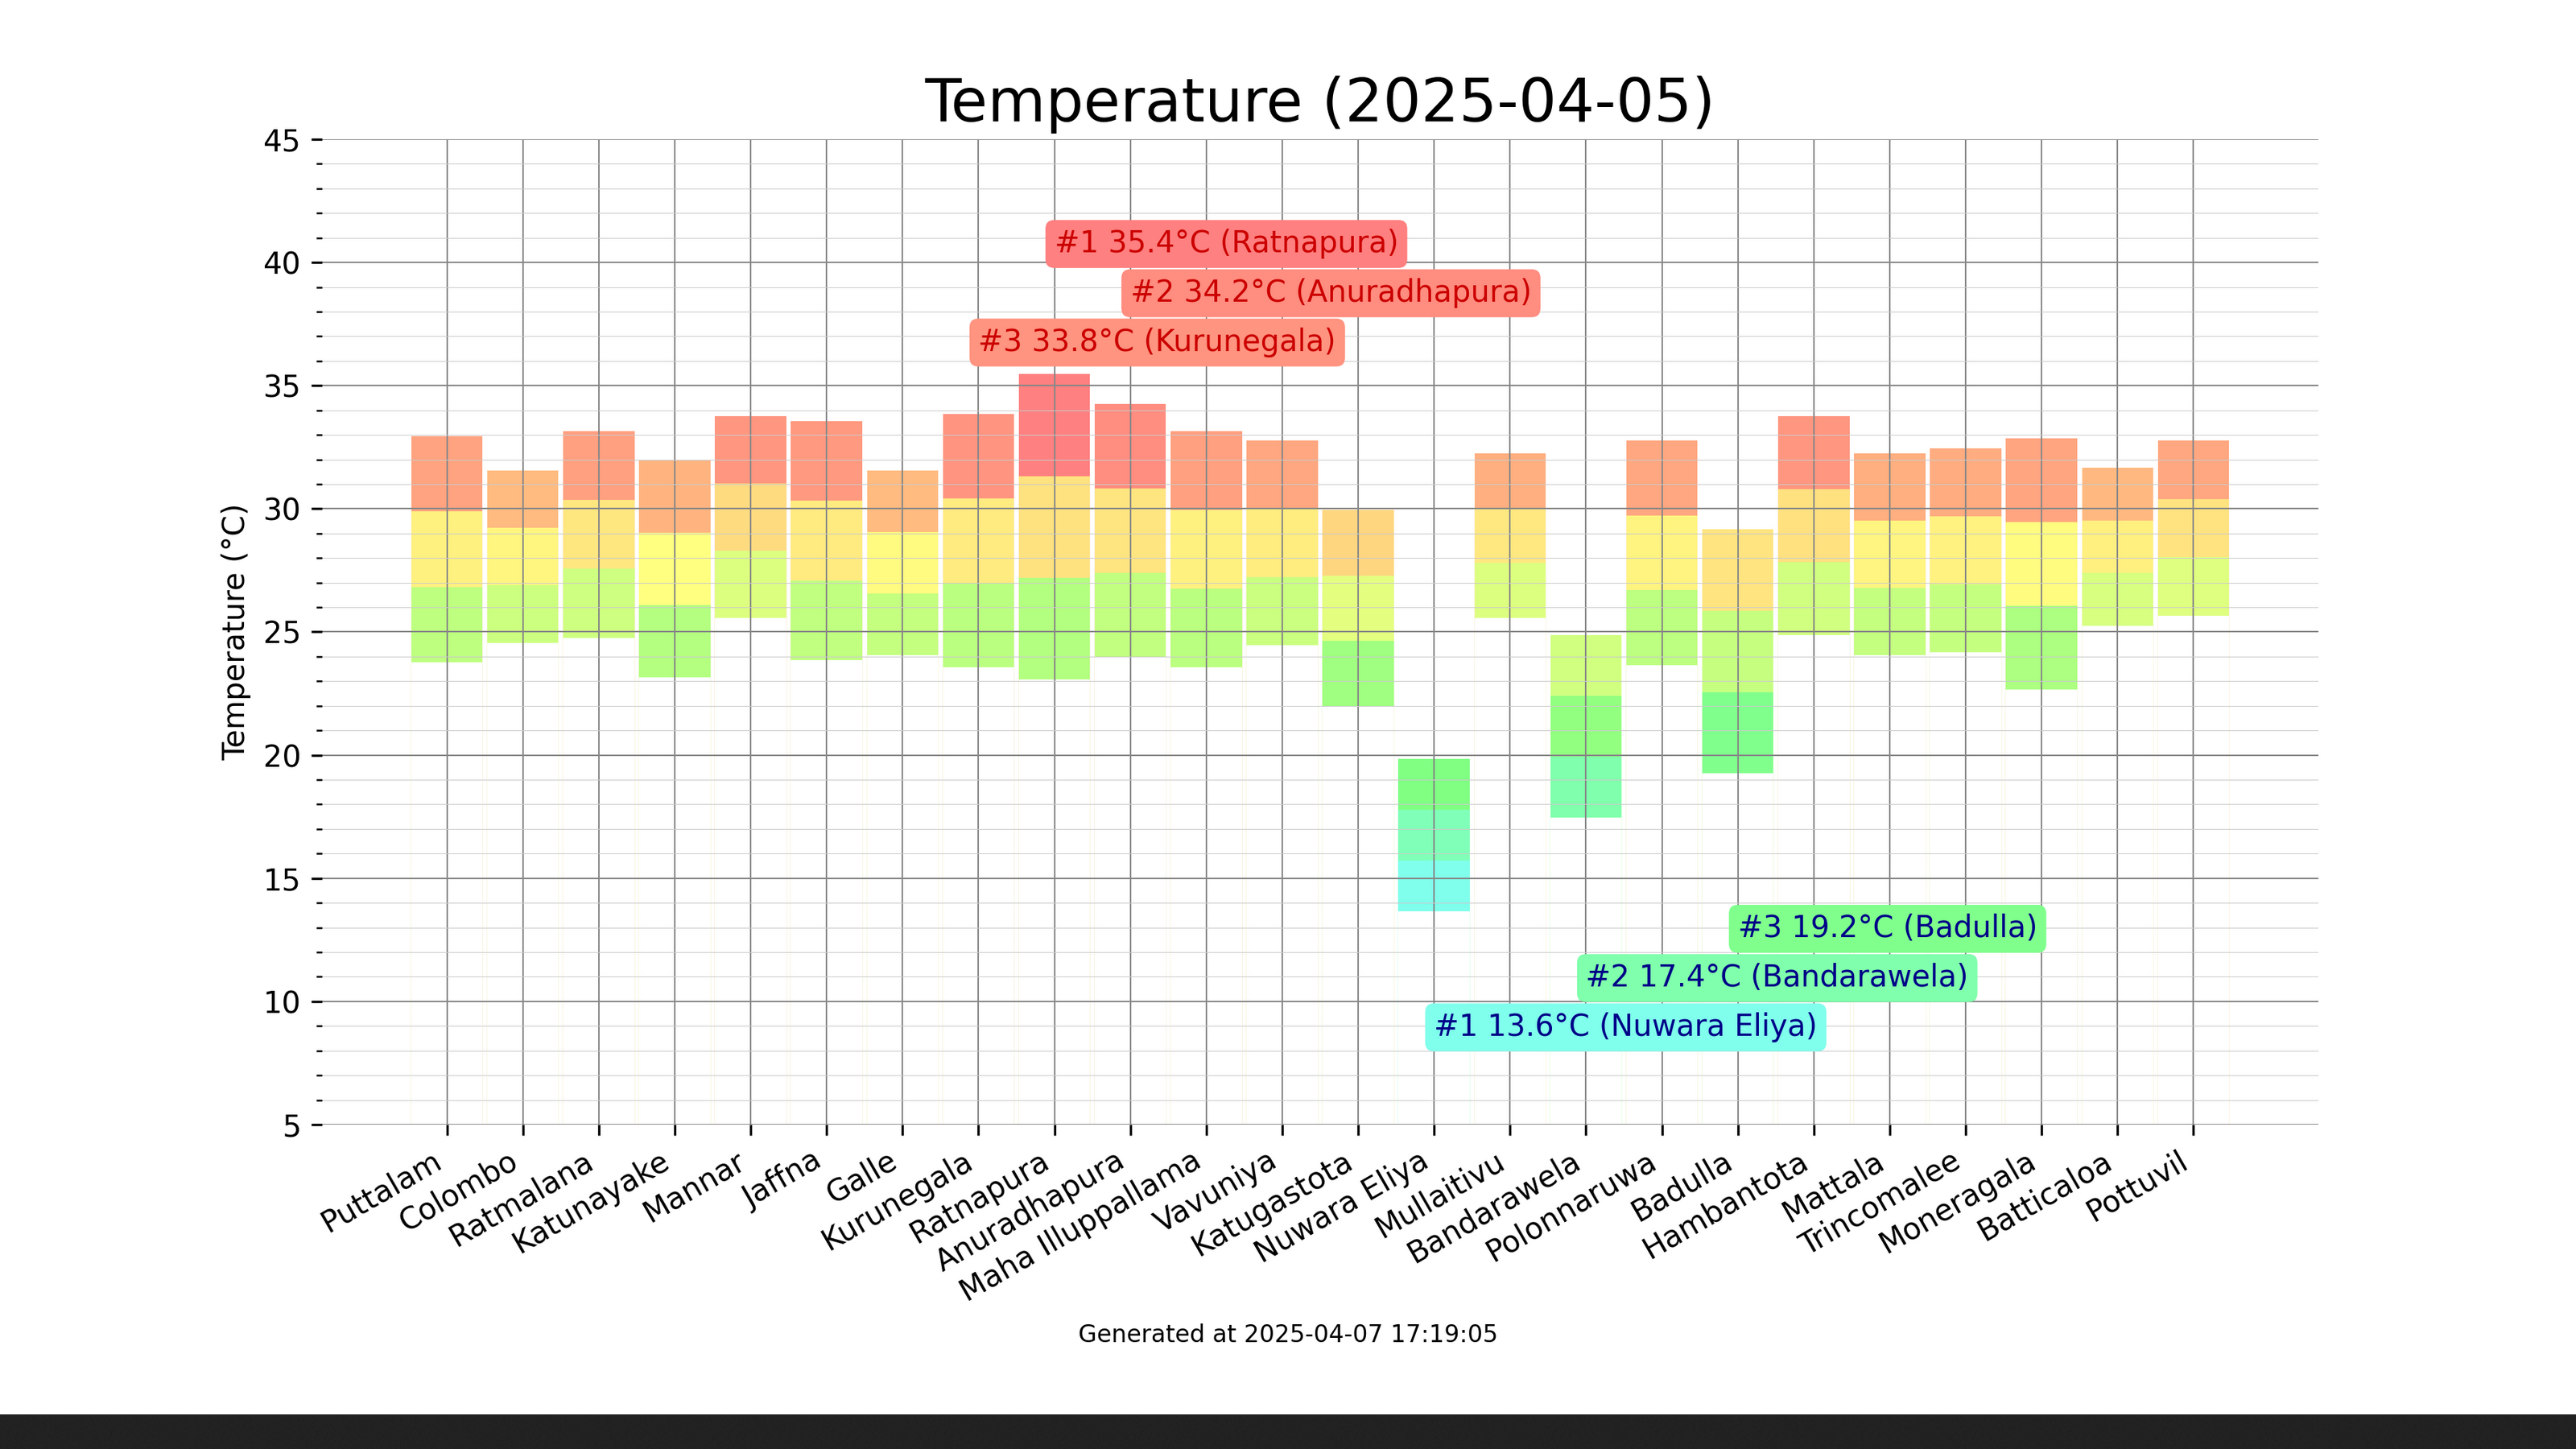 Temperature (2025-04-05)
45
40
35
30
25
20
15
10
5
Temperature (°C)
#1 35.4°C (Ratnapura)
#2 34.2°C (Anuradhapura)
#3 33.8°C (Kurunegala)
#3 19.2°C (Badulla)
#2 17.4°C (Bandarawela)
#1 13.6°C (Nuwara Eliya)
Puttalam
Colombo
Ratmalana
Katunayake
Mannar
Jaffna
Galle
Kurunegala
Ratnapura
Anuradhapura
Maha Illuppallama
Vavuniya
Katugastota
Nuwara Eliya
Mullaitivu
Bandarawela
Polonnaruwa
Badulla
Hambantota
Mattala
Trincomalee
Moneragala
Batticaloa
Pottuvil
Generated at 2025-04-07 17:19:05